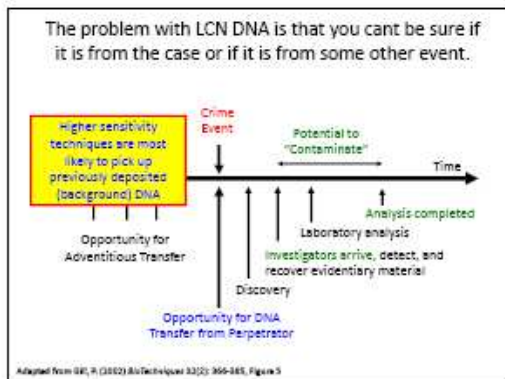 The problem with LCN DNA is that you cant be sure if
it is from the case or if it is from some other event.
Higher sensitivity
techniques are most
likely to pick up
previously deposited
(background) DNA
Crime
Event
Potential to
"Contaminate"
Time
Opportunity for
Adventitious Transfer
Analysis completed
Laboratory analysis
Investigators arrive, detect, and
recover evidentiary material
Discovery
Opportunity for DNA
Transfer from Perpetrator
Adapted from Gill, P. (2002) BioTechniques 32(2): 366-385, Figure 5